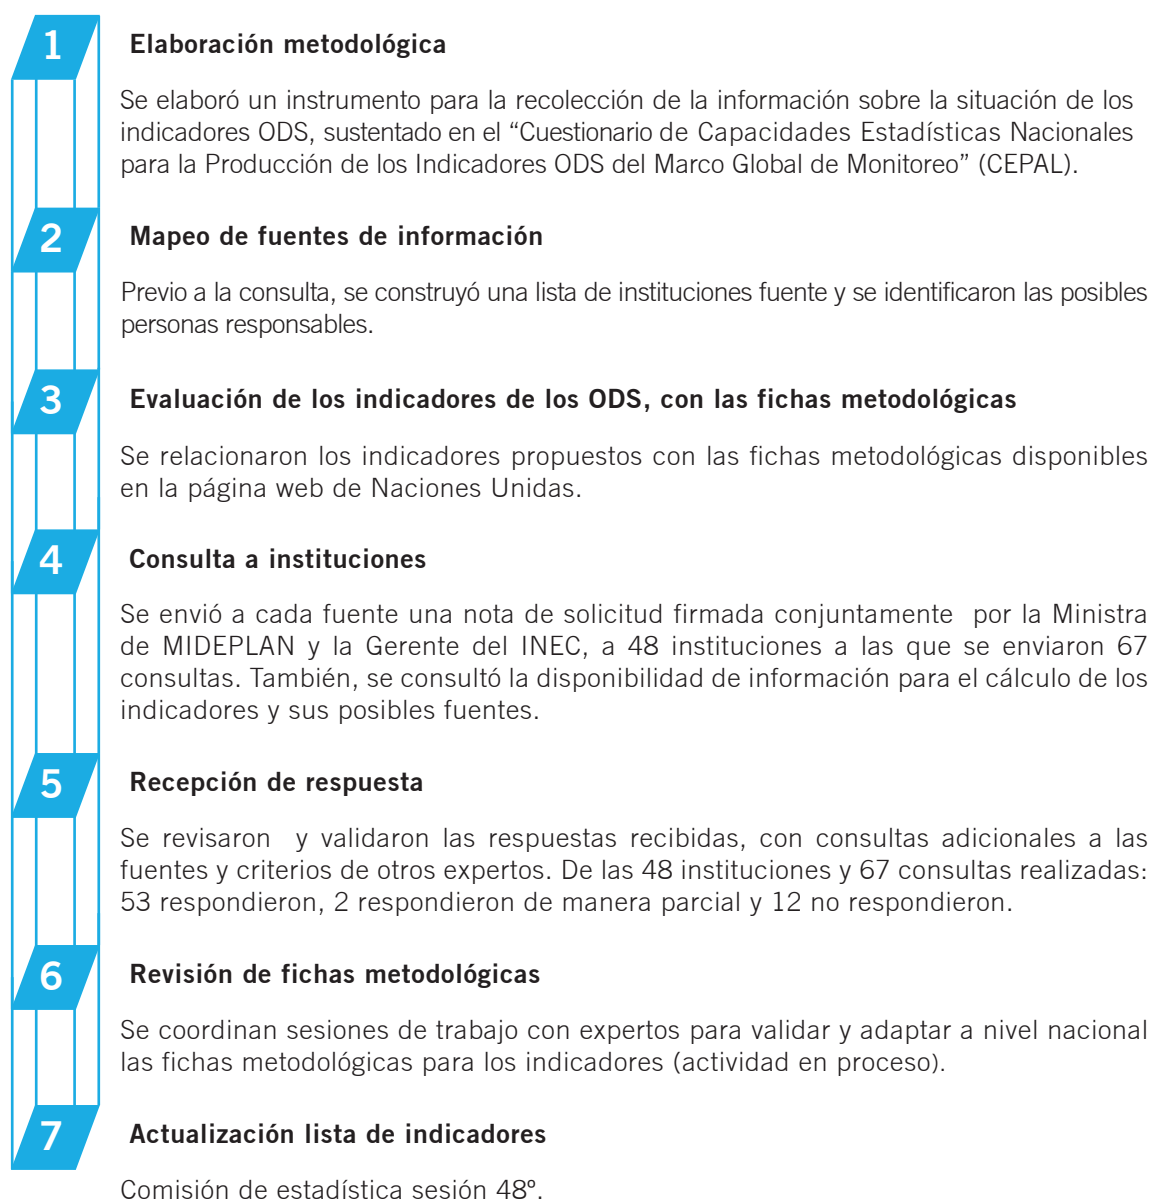 1
Elaboración metodológica
Se elaboró un instrumento para la recolección de la información sobre la situación de los
indicadores ODS, sustentado en el “Cuestionario de Capacidades Estadísticas Nacionales
para la Producción de los Indicadores ODS del Marco Global de Monitoreo” (CEPAL).
2
Mapeo de fuentes de información
Previo a la consulta, se construyó una lista de instituciones fuente y se identificaron las posibles
personas responsables.
3
Evaluación de los indicadores de los ODS, con las fichas metodológicas
Se relacionaron los indicadores propuestos con las fichas metodológicas disponibles
en la página web de Naciones Unidas.
4
Consulta a instituciones
Se envió a cada fuente una nota de solicitud firmada conjuntamente por la Ministra
de MIDEPLAN y la Gerente del INEC, a 48 instituciones a las que se enviaron 67
consultas. También, se consultó la disponibilidad de información para el cálculo de los
indicadores y sus posibles fuentes.
5
Recepción de respuesta
Se revisaron y validaron las respuestas recibidas, con consultas adicionales a las
fuentes y criterios de otros expertos. De las 48 instituciones y 67 consultas realizadas:
53 respondieron, 2 respondieron de manera parcial y 12 no respondieron.
6
Revisión de fichas metodológicas
Se coordinan sesiones de trabajo con expertos para validar y adaptar a nivel nacional
las fichas metodológicas para los indicadores (actividad en proceso).
7
Actualización lista de indicadores
Comisión de estadística sesión 48º.